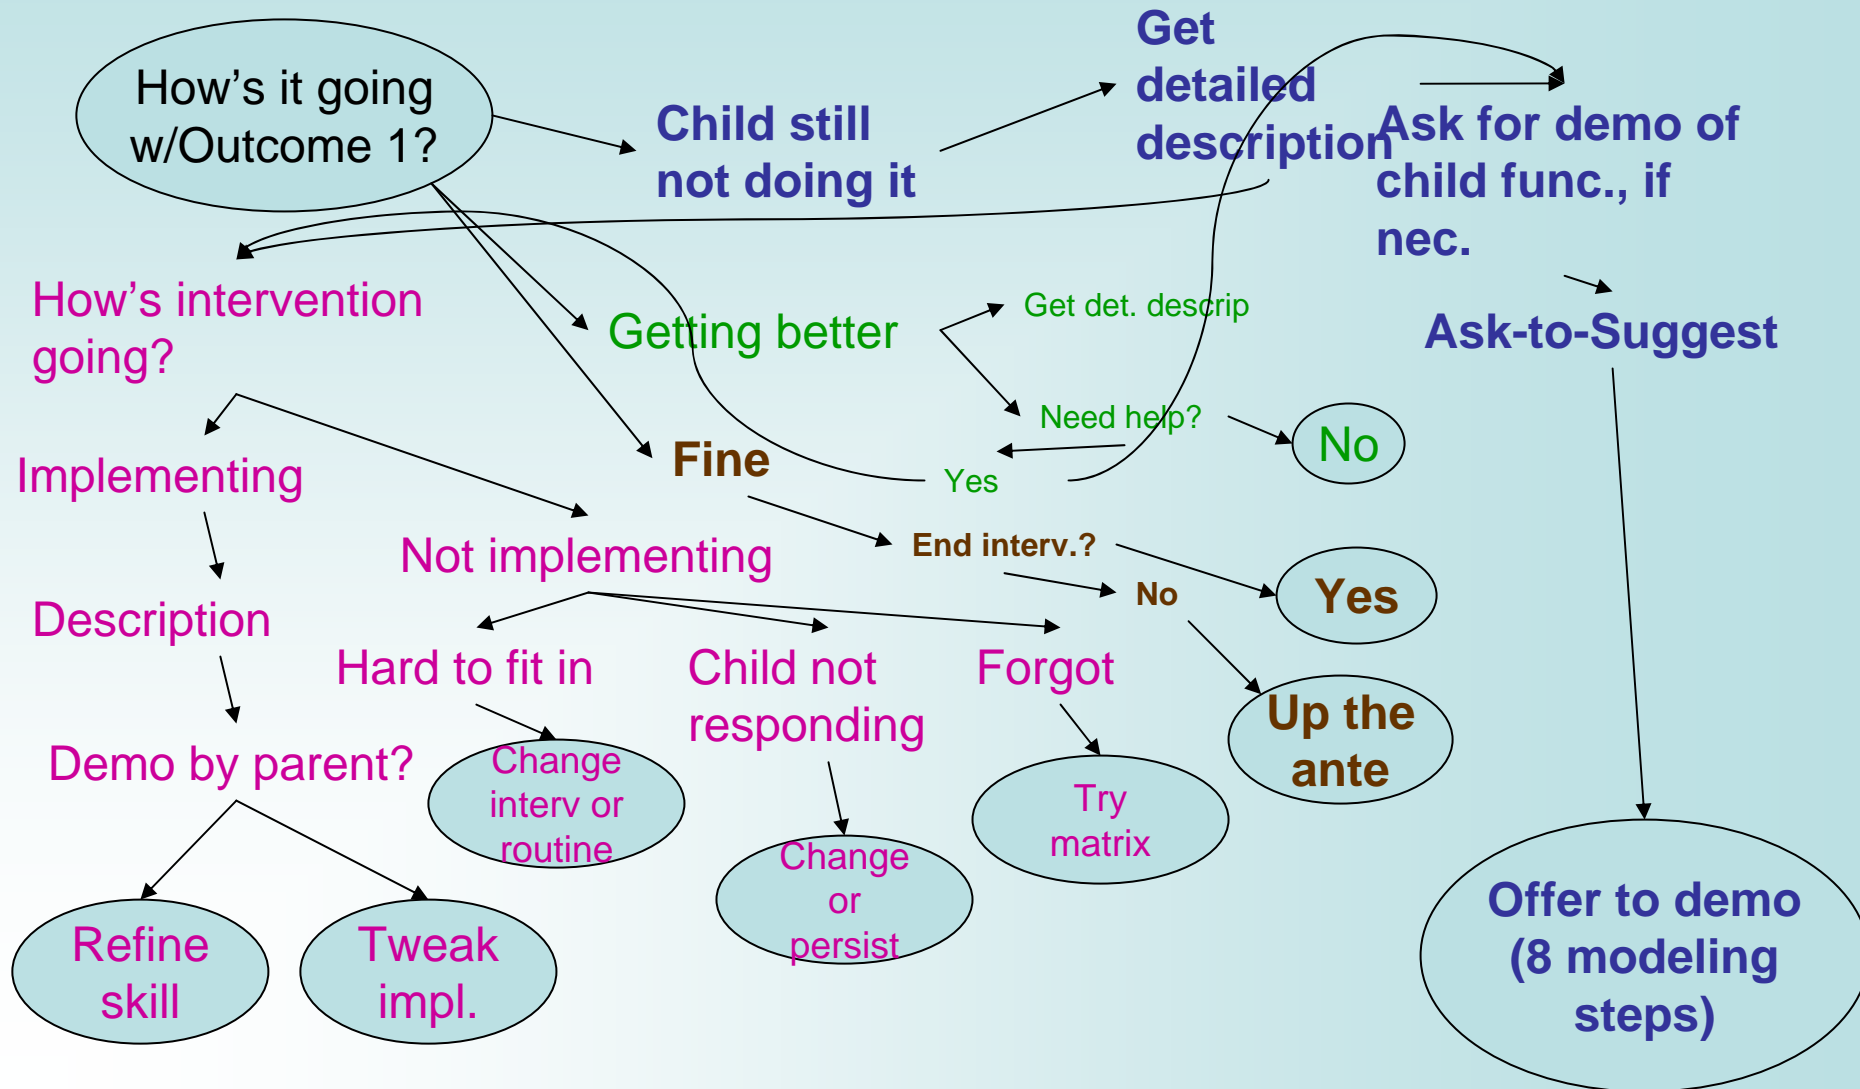 How's it going
w/Outcome 1?
Child still
not doing it
Get
detailed
description
Ask for demo of
child func., if
nec.
Ask-to-Suggest
Offer to demo
(8 modeling
steps)
Getting better
Get det. descrip
Need help?
No
Yes
Fine
End interv.?
Yes
No
Up the
ante
How's intervention
going?
Implementing
Description
Demo by parent?
Refine
skill
Tweak
impl.
Not implementing
Hard to fit in
Change
interv or
routine
Child not
responding
Change
or
persist
Forgot
Try
matrix